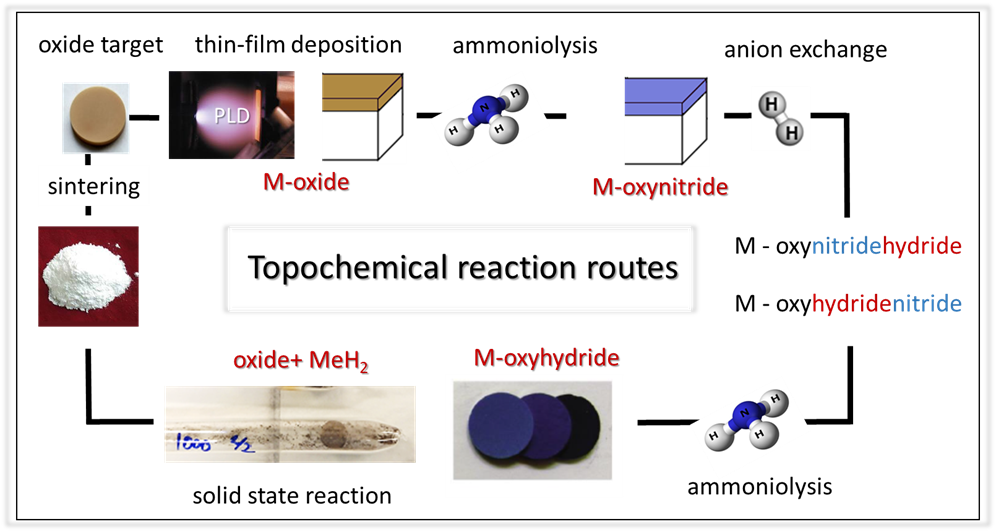 oxide target
thin-film deposition
ammoniolysis
anion exchange
PLD
N
H
H
H
H
H
sintering
M-oxide
M-oxynitride
M - oxynitridehydride
Topochemical reaction routes
M - oxyhydridenitride
oxide+ MeH₂
M-oxyhydride
1000
N
H
H
H
solid state reaction
ammoniolysis